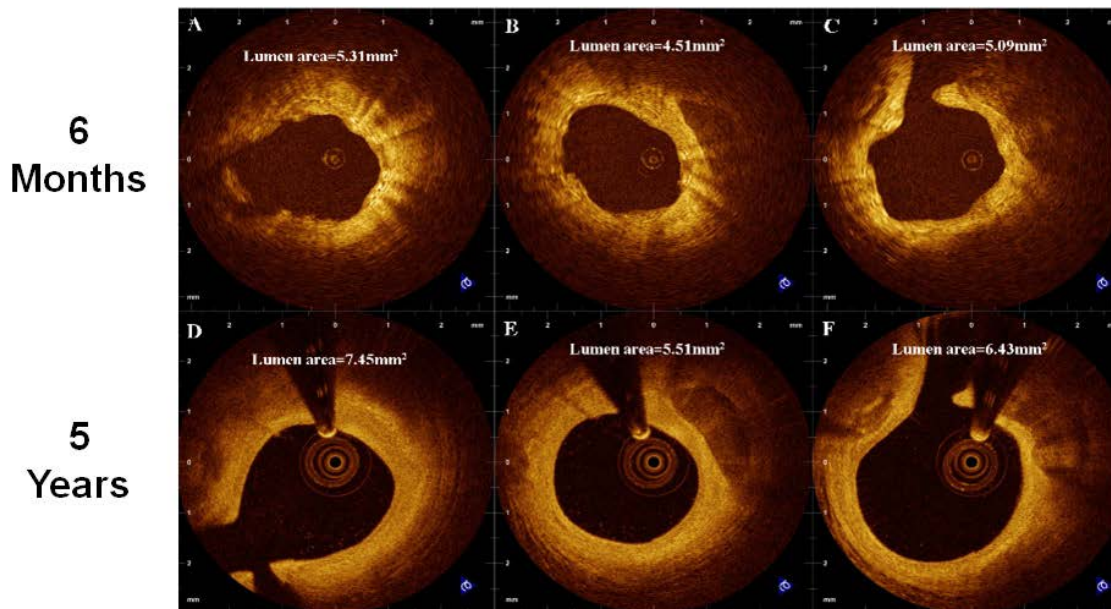 6
Months
A
Lumen area=5.31mm²
B
Lumen area=4.51mm²
C
Lumen area=5.09mm²
5
Years
D
Lumen area=7.45mm²
E
Lumen area=5.51mm²
F
Lumen area=6.43mm²